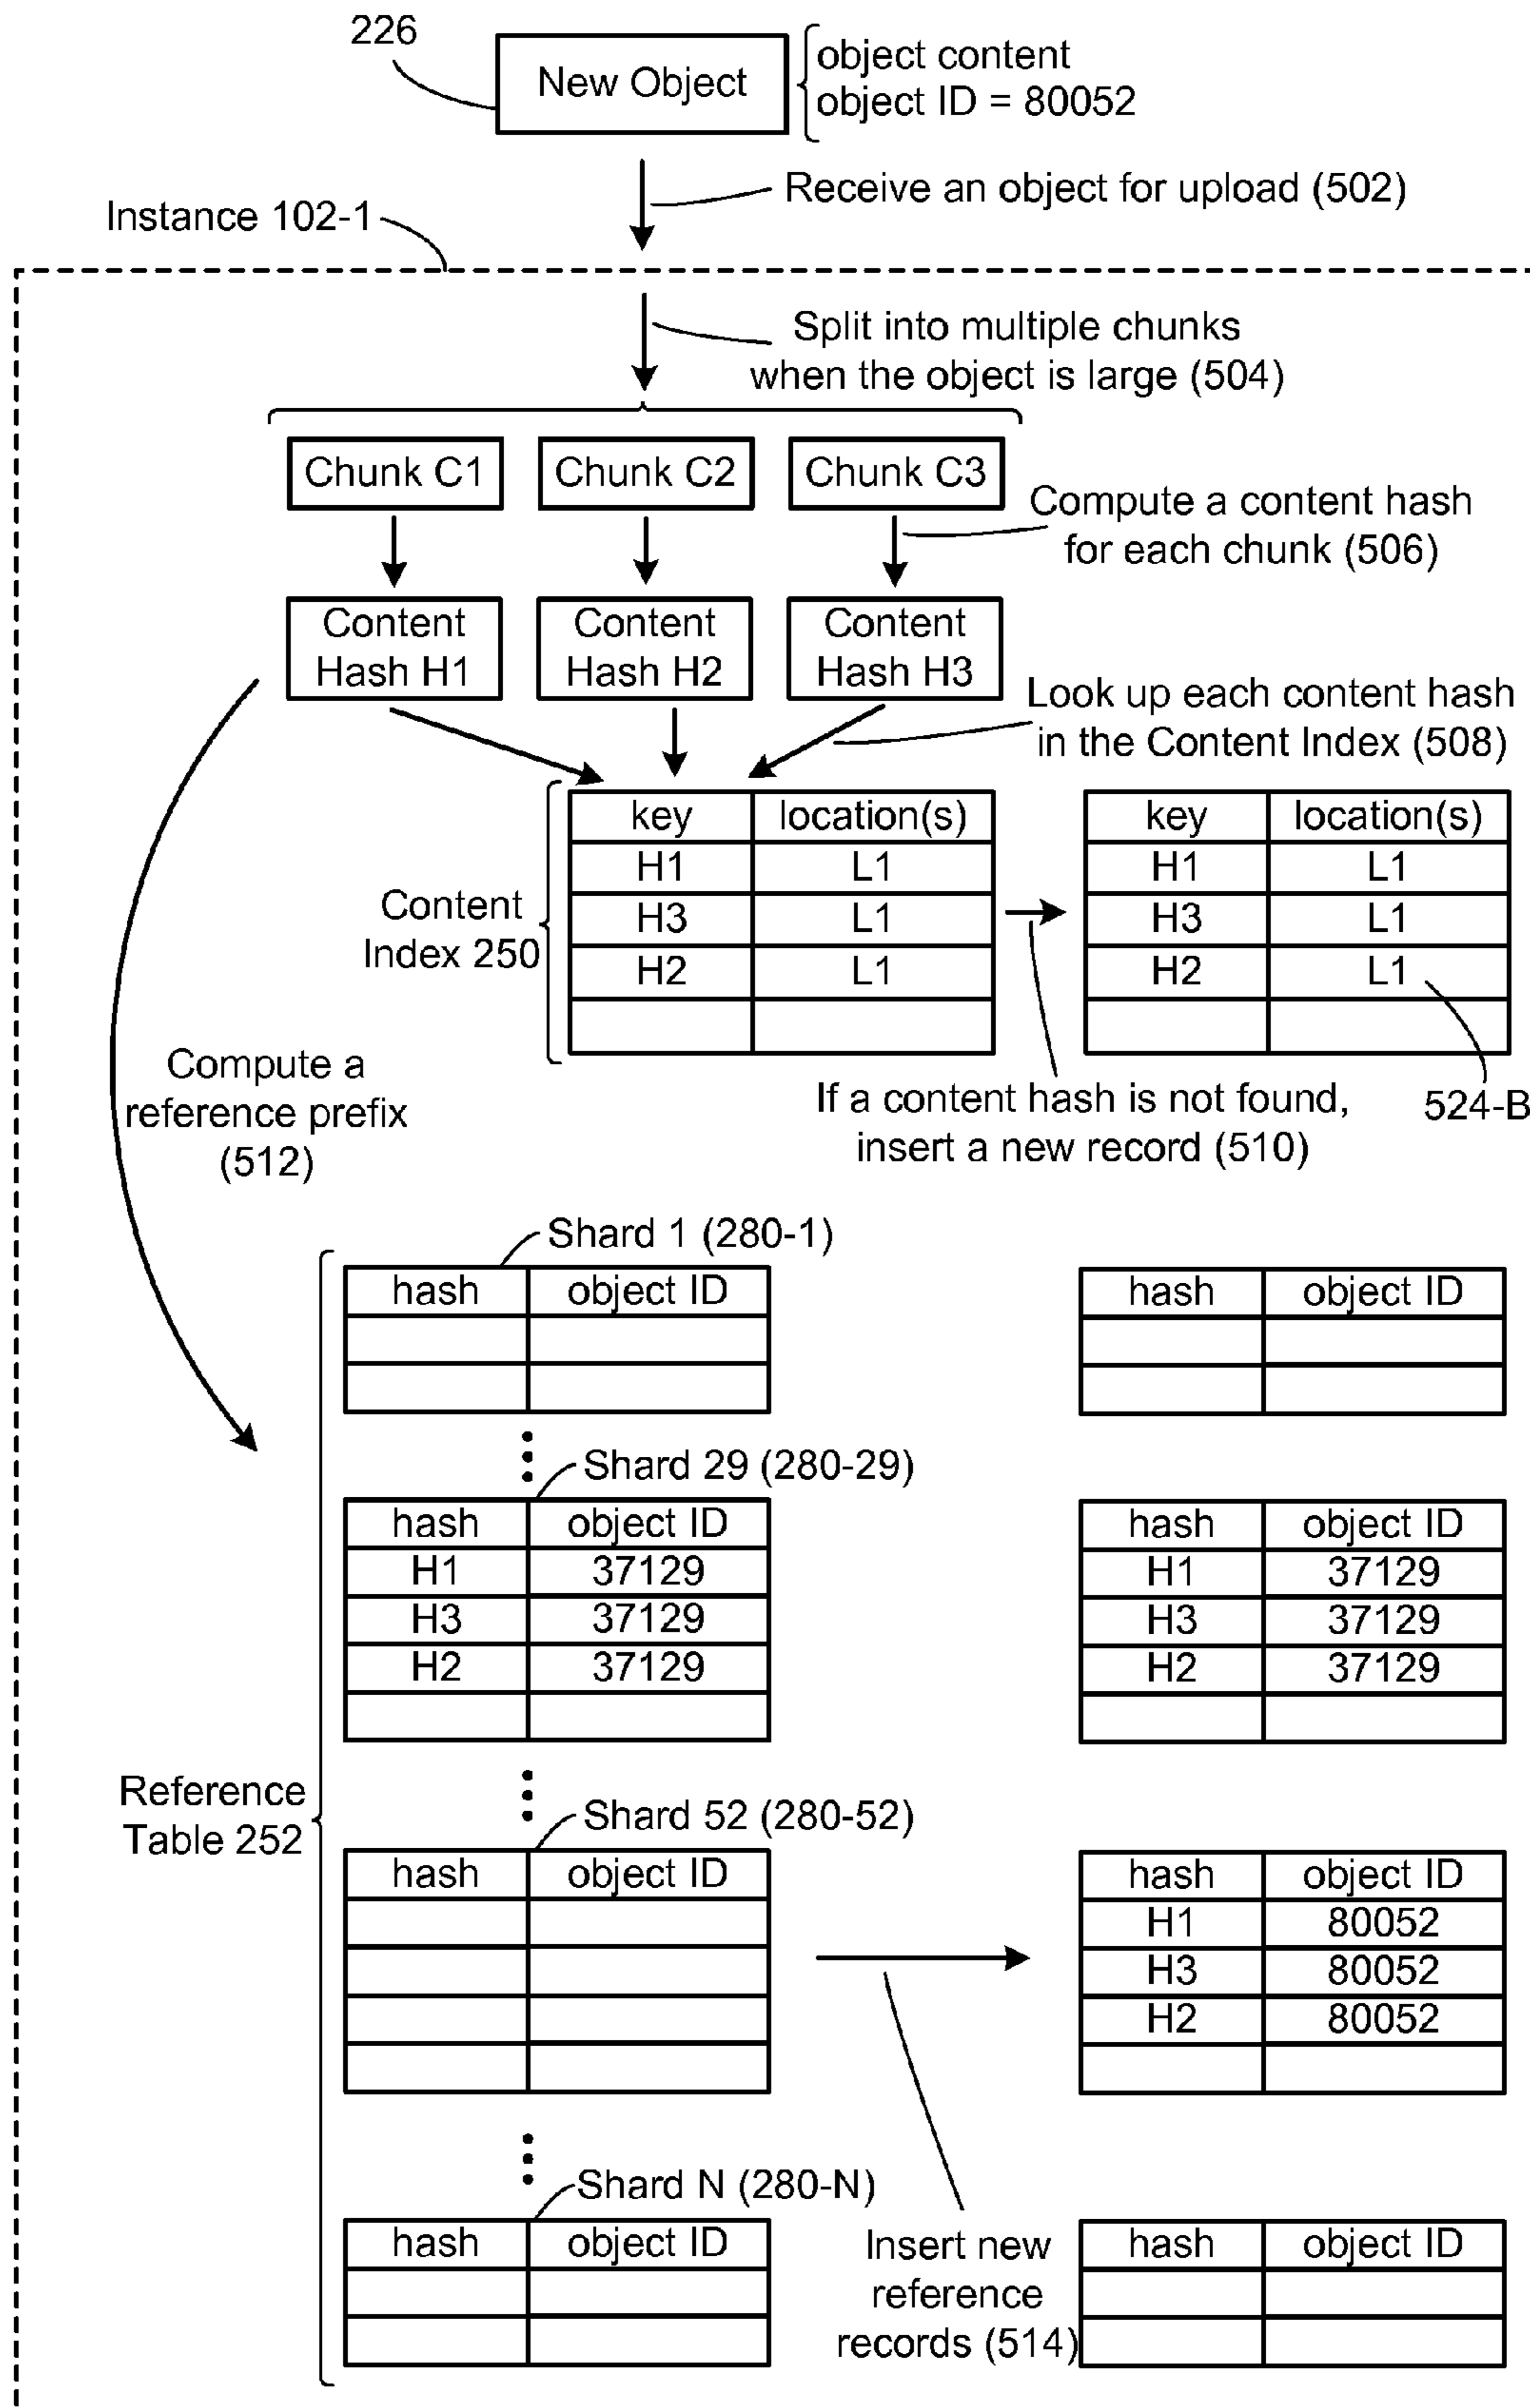 226
New Object
object content
object ID = 80052
Receive an object for upload (502)
Instance 102-1
Split into multiple chunks
when the object is large (504)
Chunk C1
Chunk C2
Chunk C3
Compute a content hash
for each chunk (506)
Content
Hash H1
Content
Hash H2
Content
Hash H3
Look up each content hash
in the Content Index (508)
Content
Index 250
key location(s)
H1 L1
H3 L1
H2 L1
key location(s)
H1 L1
H3 L1
H2 L1
524-B
If a content hash is not found,
insert a new record (510)
Compute a
reference prefix
(512)
Reference
Table 252
Shard 1 (280-1)
hash object ID
hash object ID
Shard 29 (280-29)
hash object ID
H1 37129
H3 37129
H2 37129
hash object ID
H1 37129
H3 37129
H2 37129
Shard 52 (280-52)
hash object ID
hash object ID
H1 80052
H3 80052
H2 80052
Shard N (280-N)
hash object ID
Insert new
reference
records (514)
hash object ID